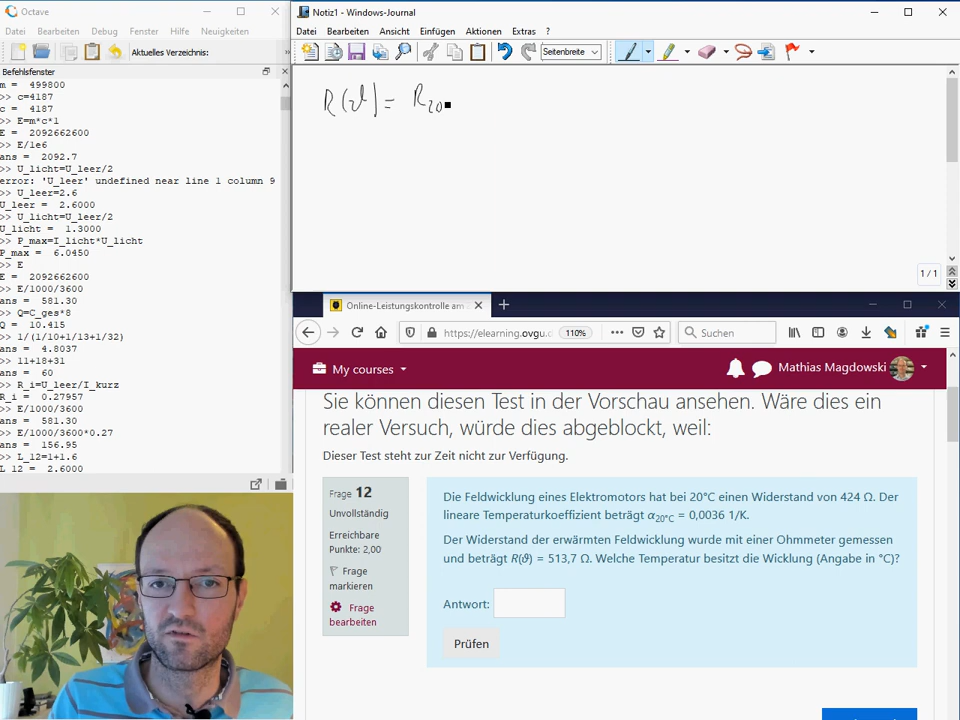 Octave
Datei Bearbeiten Debug Fenster Hilfe Neuigkeiten
Aktuelles Verzeichnis:
»
Befehlsfenster
m = 499800
>> c=4187
c = 4187
>> E=m*c*1
E = 2092662600
>> E/1e6
ans = 2092.7
>> U_licht=U_leer/2
error: 'U_leer' undefined near line 1 column 9
>> U_leer=2.6
U_leer = 2.6000
>> U_licht=U_leer/2
U_licht = 1.3000
>> P_max=I_licht*U_licht
P_max = 6.0450
>> E
E = 2092662600
>> E/1000/3600
ans = 581.30
>> Q=C_ges*8
Q = 10.415
>> 1/(1/10+1/13+1/32)
ans = 4.8037
>> 11+18+31
ans = 60
>> R_i=U_leer/I_kurz
R_i = 0.27957
>> E/1000/3600
ans = 581.30
>> E/1000/3600*0.27
ans = 156.95
>> L_12=1+1.6
L_12 = 2.6000
Notiz1 - Windows-Journal
Datei Bearbeiten Ansicht Einfügen Aktionen Extras ?
Seitenbreite
R(ϑ) = R20
1 / 1
Online-Leistungskontrolle am
https://elearning.ovgu. 110% Suchen
My courses
Mathias Magdowski
Sie können diesen Test in der Vorschau ansehen. Wäre dies ein
realer Versuch, würde dies abgeblockt, weil:
Dieser Test steht zur Zeit nicht zur Verfügung.
Frage 12
Unvollständig
Erreichbare
Punkte: 2,00
Frage
markieren
Frage
bearbeiten
Die Feldwicklung eines Elektromotors hat bei 20°C einen Widerstand von 424 Ω. Der
lineare Temperaturkoeffizient beträgt α20°C = 0,0036 1/K.
Der Widerstand der erwärmten Feldwicklung wurde mit einer Ohmmeter gemessen
und beträgt R(ϑ) = 513,7 Ω. Welche Temperatur besitzt die Wicklung (Angabe in °C)?
Antwort:
Prüfen